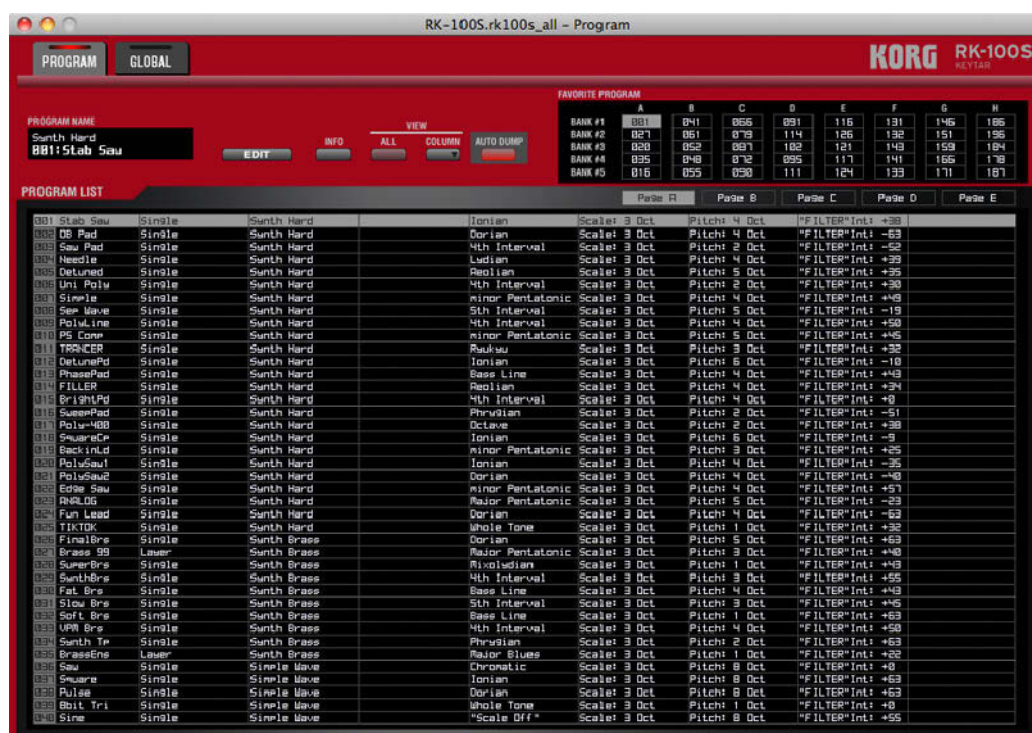 RK-100S.rk100s_all – Program
PROGRAM GLOBAL KORG RK-100S
KEYTAR
FAVORITE PROGRAM
A B C D E F G H
BANK #1 001 041 066 091 116 131 146 186
BANK #2 027 061 079 114 126 132 151 196
BANK #3 020 052 087 102 121 143 159 184
BANK #4 035 048 072 095 117 141 166 178
BANK #5 016 055 090 111 124 133 171 187
PROGRAM NAME
Synth Hard
001:Stab Saw
EDIT INFO VIEW ALL COLUMN AUTO DUMP
PROGRAM LIST Page A Page B Page C Page D Page E
001 Stab Saw Single Synth Hard Ionian Scale: 3 Oct Pitch: 4 Oct "FILTER"Int: +38
002 OB Pad Single Synth Hard Dorian Scale: 3 Oct Pitch: 4 Oct "FILTER"Int: -63
003 Saw Pad Single Synth Hard 4th Interval Scale: 3 Oct Pitch: 2 Oct "FILTER"Int: -52
004 Needle Single Synth Hard Lydian Scale: 3 Oct Pitch: 4 Oct "FILTER"Int: +39
005 Detuned Single Synth Hard Aeolian Scale: 3 Oct Pitch: 5 Oct "FILTER"Int: +35
006 Uni Poly Single Synth Hard 4th Interval Scale: 3 Oct Pitch: 2 Oct "FILTER"Int: +30
007 Simple Single Synth Hard minor Pentatonic Scale: 3 Oct Pitch: 4 Oct "FILTER"Int: +49
008 Sep Wave Single Synth Hard 5th Interval Scale: 3 Oct Pitch: 5 Oct "FILTER"Int: -19
009 PolyLine Single Synth Hard 4th Interval Scale: 3 Oct Pitch: 4 Oct "FILTER"Int: +50
010 PS Comp Single Synth Hard minor Pentatonic Scale: 3 Oct Pitch: 5 Oct "FILTER"Int: +45
011 TRANCER Single Synth Hard Ryukyu Scale: 3 Oct Pitch: 3 Oct "FILTER"Int: +32
012 DetunePd Single Synth Hard Ionian Scale: 3 Oct Pitch: 6 Oct "FILTER"Int: -10
013 PhasePad Single Synth Hard Bass Line Scale: 3 Oct Pitch: 4 Oct "FILTER"Int: +43
014 FILLER Single Synth Hard Aeolian Scale: 3 Oct Pitch: 4 Oct "FILTER"Int: +34
015 BrightPd Single Synth Hard 4th Interval Scale: 3 Oct Pitch: 4 Oct "FILTER"Int: +0
016 SweepPad Single Synth Hard Phrygian Scale: 3 Oct Pitch: 2 Oct "FILTER"Int: -51
017 Poly-400 Single Synth Hard Octave Scale: 3 Oct Pitch: 2 Oct "FILTER"Int: +38
018 SquareCp Single Synth Hard Ionian Scale: 3 Oct Pitch: 6 Oct "FILTER"Int: -9
019 BackinLd Single Synth Hard minor Pentatonic Scale: 3 Oct Pitch: 3 Oct "FILTER"Int: +25
020 PolySaw1 Single Synth Hard Ionian Scale: 3 Oct Pitch: 4 Oct "FILTER"Int: -35
021 PolySaw2 Single Synth Hard Dorian Scale: 3 Oct Pitch: 4 Oct "FILTER"Int: -40
022 Edge Saw Single Synth Hard minor Pentatonic Scale: 3 Oct Pitch: 4 Oct "FILTER"Int: +57
023 ANALOG Single Synth Hard Major Pentatonic Scale: 3 Oct Pitch: 5 Oct "FILTER"Int: -23
024 Fun Lead Single Synth Hard Dorian Scale: 3 Oct Pitch: 4 Oct "FILTER"Int: -63
025 TIKTOK Single Synth Hard Whole Tone Scale: 3 Oct Pitch: 1 Oct "FILTER"Int: +32
026 FinalBrs Single Synth Brass Dorian Scale: 3 Oct Pitch: 5 Oct "FILTER"Int: +63
027 Brass 99 Layer Synth Brass Major Pentatonic Scale: 3 Oct Pitch: 3 Oct "FILTER"Int: +40
028 SuperBrs Single Synth Brass Mixolydian Scale: 3 Oct Pitch: 1 Oct "FILTER"Int: +43
029 SynthBrs Single Synth Brass 4th Interval Scale: 3 Oct Pitch: 3 Oct "FILTER"Int: +55
030 Fat Brs Single Synth Brass Bass Line Scale: 3 Oct Pitch: 4 Oct "FILTER"Int: +43
031 Slow Brs Single Synth Brass 5th Interval Scale: 3 Oct Pitch: 3 Oct "FILTER"Int: +45
032 Soft Brs Single Synth Brass Bass Line Scale: 3 Oct Pitch: 1 Oct "FILTER"Int: +63
033 VPM Brs Single Synth Brass 4th Interval Scale: 3 Oct Pitch: 4 Oct "FILTER"Int: +50
034 Synth Tp Single Synth Brass Phrygian Scale: 3 Oct Pitch: 2 Oct "FILTER"Int: +63
035 BrassEns Layer Synth Brass Major Blues Scale: 3 Oct Pitch: 1 Oct "FILTER"Int: +22
036 Saw Single Simple Wave Chromatic Scale: 3 Oct Pitch: 8 Oct "FILTER"Int: +0
037 Square Single Simple Wave Ionian Scale: 3 Oct Pitch: 8 Oct "FILTER"Int: +63
038 Pulse Single Simple Wave Dorian Scale: 3 Oct Pitch: 8 Oct "FILTER"Int: +63
039 8bit Tri Single Simple Wave Whole Tone Scale: 3 Oct Pitch: 1 Oct "FILTER"Int: +0
040 Sine Single Simple Wave "Scale Off" Scale: 3 Oct Pitch: 8 Oct "FILTER"Int: +55